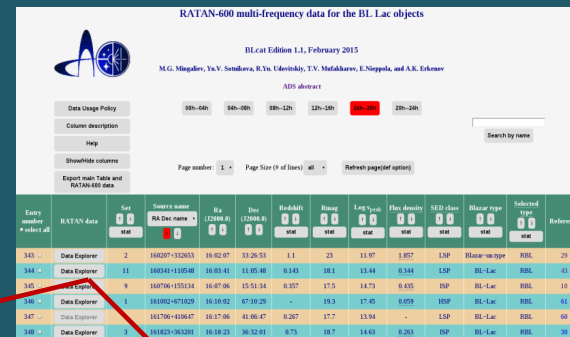 RATAN-600 multi-frequency data for the BL Lac objects
BLcat Edition 1.1, February 2015
M.G. Mingaliev, Yu.V. Sotnikova, R.Yu. Udovitskiy, T.V. Mufakharov, E.Nieppola, and A.K. Erkenov
ADS abstract
Data Usage Policy
Column description
Help
Show/Hide columns
Export main Table and RATAN-600 data
00h--04h 04h--08h 08h--12h 12h--16h 16h--20h 20h--24h
Search by name
Page number: 1 Page Size (# of lines) all Refresh page(def option)
Entry number # select all RATAN data Set stat Source name RA Dec name Ra (J2000.0) Dec (J2000.0) Redshift stat Rmag stat Log νpeak stat Flux density stat SED class stat Blazar type stat Selected type stat Refere
343 Data Explorer 2 160207+332653 16:02:07 33:26:53 1.1 23 11.97 1.057 LSP Blazar-un.type RBL 29
344 Data Explorer 11 160341+110548 16:03:41 11:05:48 0.143 18.1 13.44 0.344 LSP BL-Lac RBL 43
345 Data Explorer 9 160706+155134 16:07:06 15:51:34 0.357 17.5 14.73 0.435 ISP BL-Lac RBL 10
346 Data Explorer 1 161002+671029 16:10:02 67:10:29 - 19.3 17.45 0.059 HSP BL-Lac RBL 61
347 Data Explorer 161706+410647 16:17:06 41:06:47 0.267 17.7 13.94 - LSP BL-Lac RBL 60
348 Data Explorer 3 161823+363201 16:18:23 36:32:01 0.73 18.7 14.63 0.263 ISP BL-Lac RBL 30